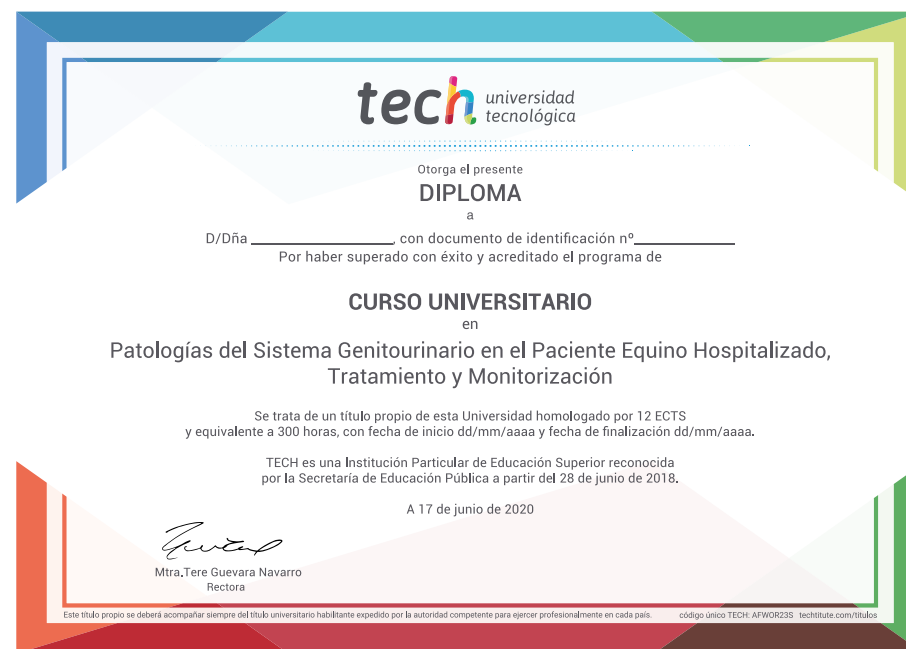 tech universidad
tecnológica
Otorga el presente
DIPLOMA
a
D/Dña ____________________, con documento de identificación nº______________
Por haber superado con éxito y acreditado el programa de
CURSO UNIVERSITARIO
en
Patologías del Sistema Genitourinario en el Paciente Equino Hospitalizado,
Tratamiento y Monitorización
Se trata de un título propio de esta Universidad homologado por 12 ECTS
y equivalente a 300 horas, con fecha de inicio dd/mm/aaaa y fecha de finalización dd/mm/aaaa.
TECH es una Institución Particular de Educación Superior reconocida
por la Secretaría de Educación Pública a partir del 28 de junio de 2018.
A 17 de junio de 2020
Mtra.Tere Guevara Navarro
Rectora
Este título propio se deberá acompañar siempre del título universitario habilitante expedido por la autoridad competente para ejercer profesionalmente en cada país. código único TECH: AFWOR23S techtitute.com/titulos